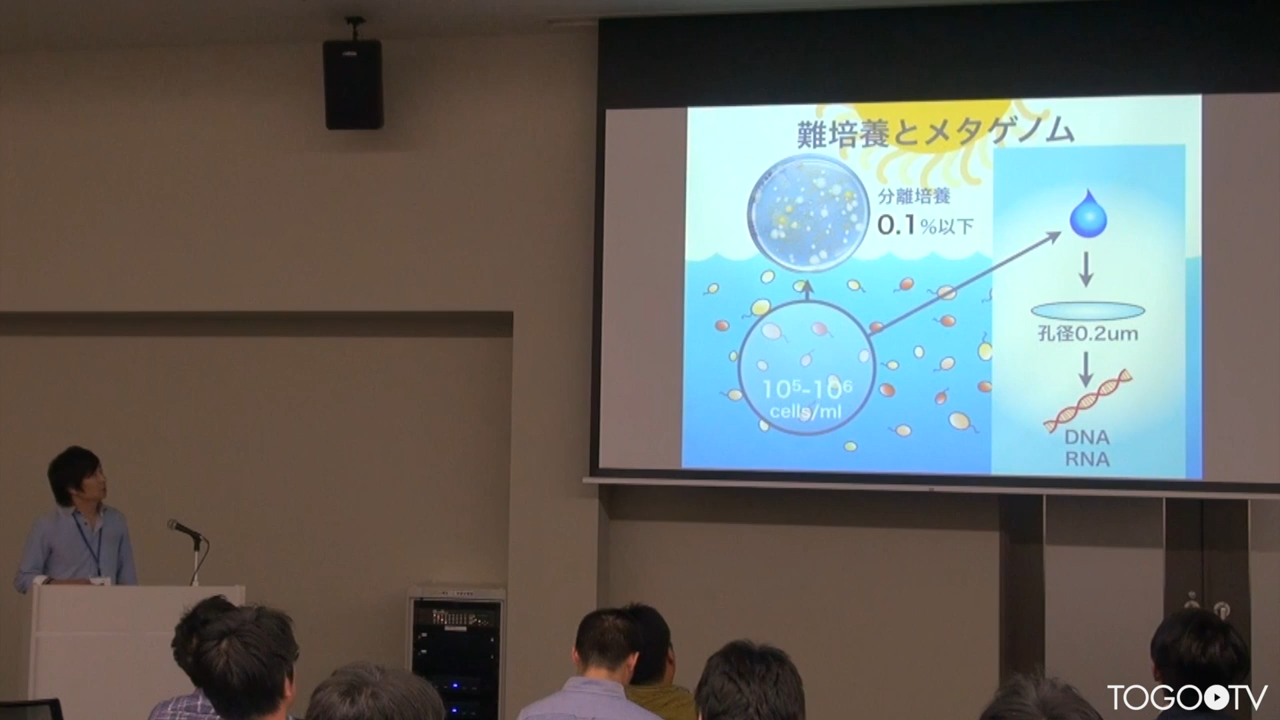 難培養とメタゲノム
分離培養
0.1%以下
10⁵-10⁶
cells/ml
孔径0.2um
DNA
RNA
TOGOTV